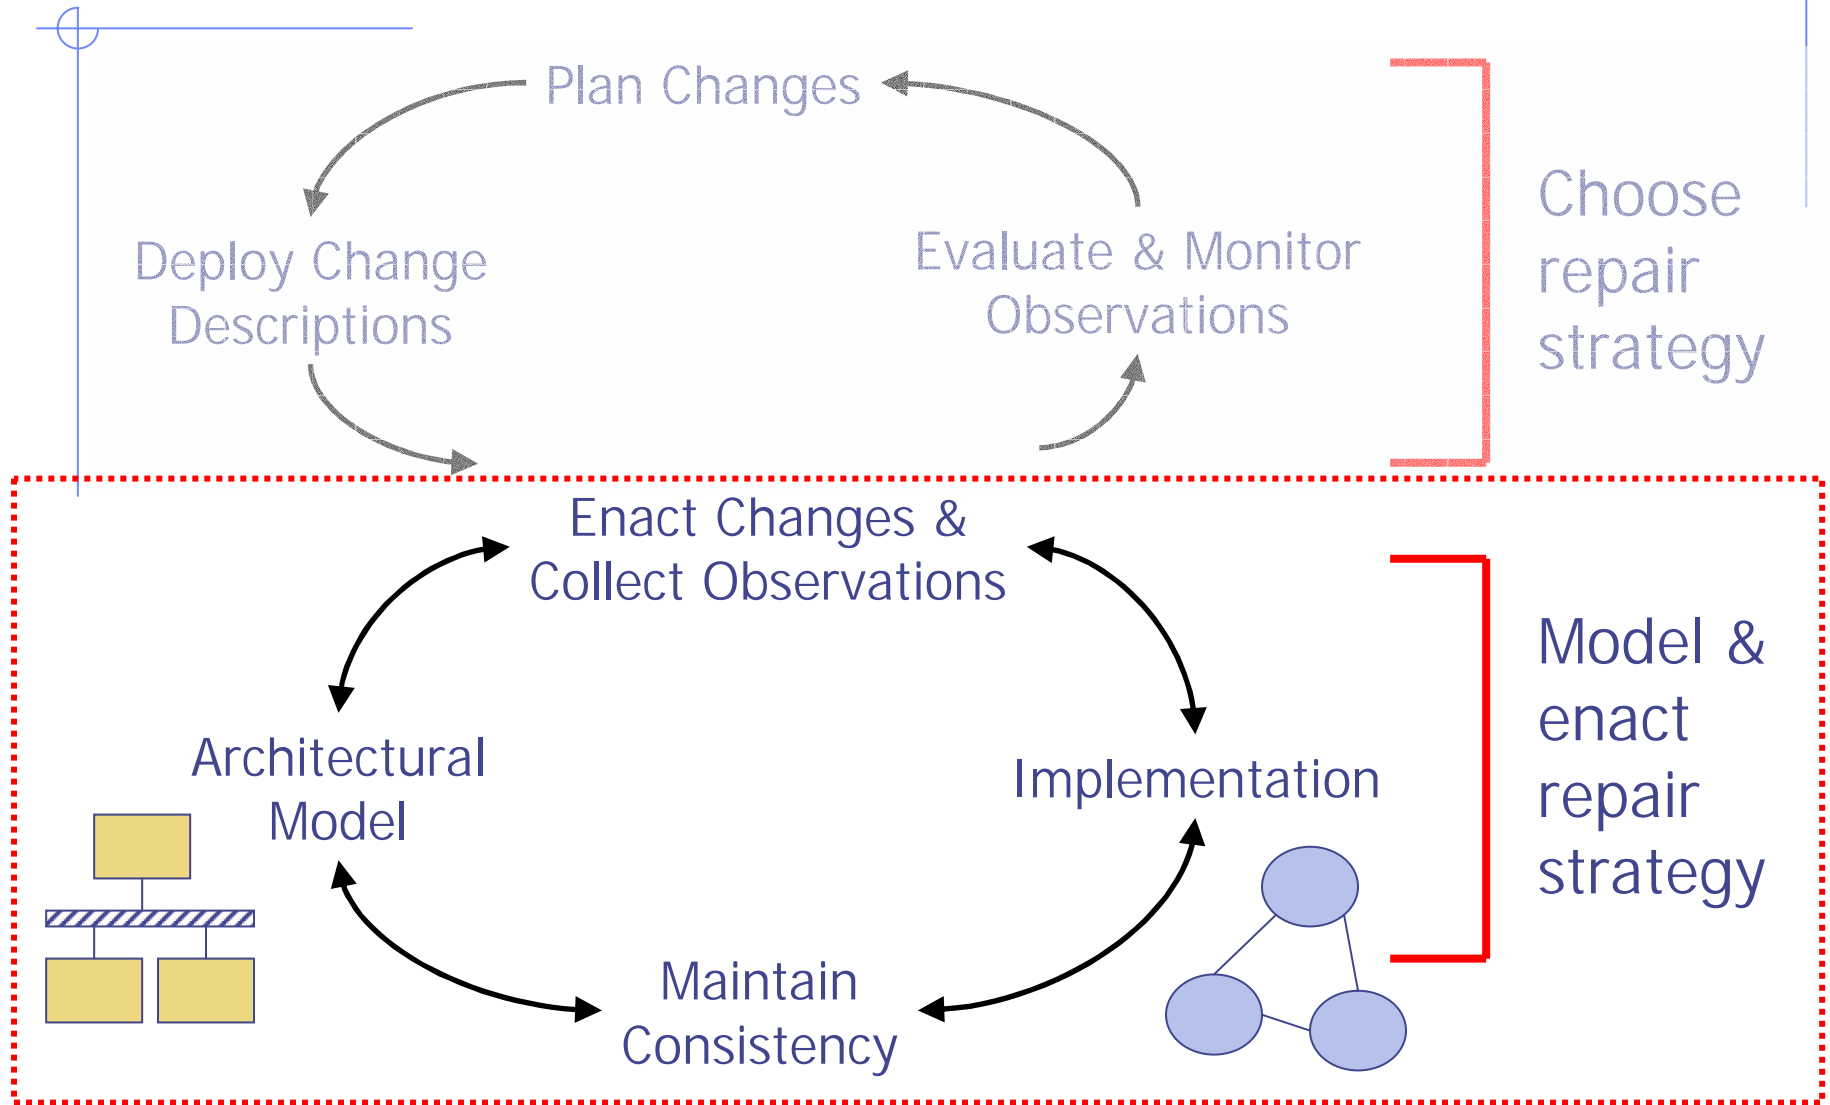 Plan Changes
Deploy Change
Descriptions
Evaluate & Monitor
Observations
Choose
repair
strategy
Enact Changes &
Collect Observations
Architectural
Model
Implementation
Maintain
Consistency
Model &
enact
repair
strategy